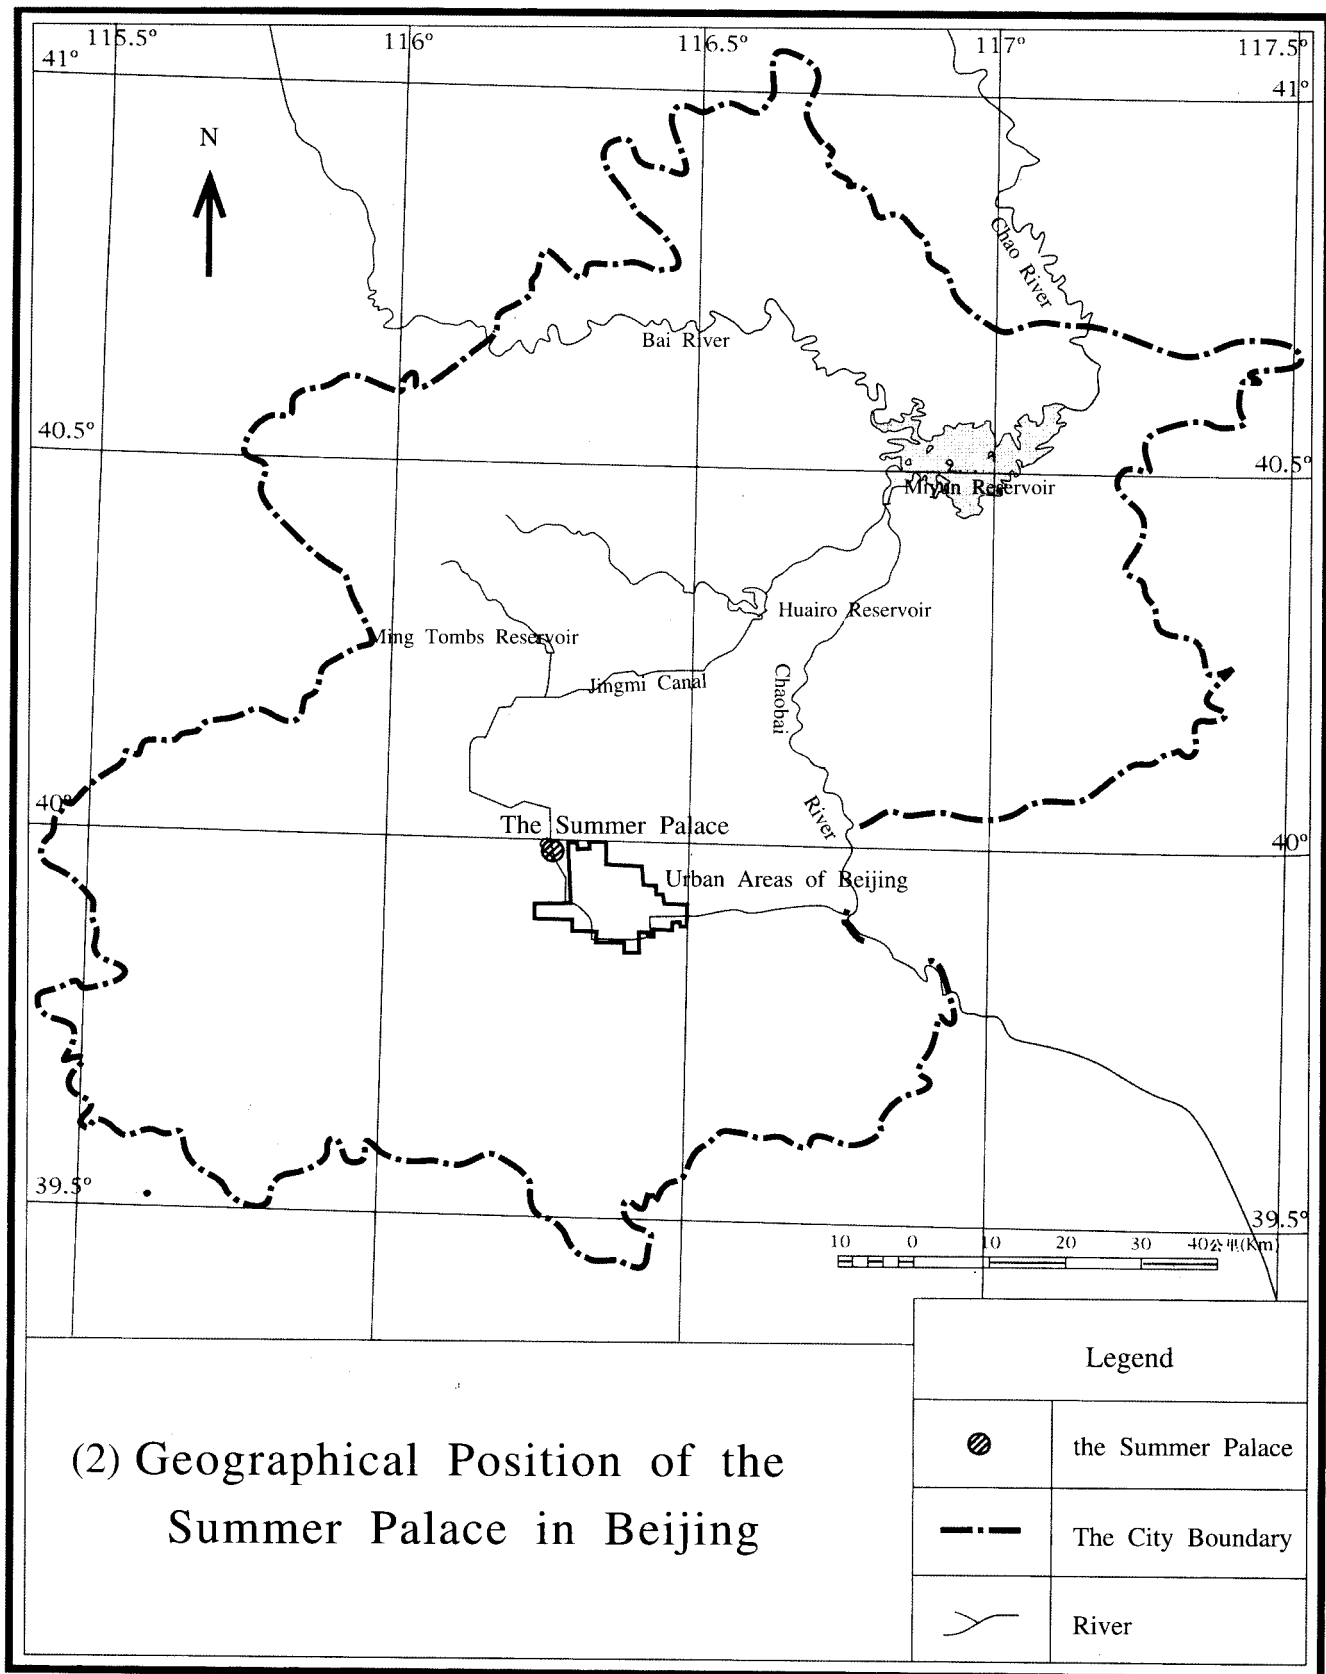 115.5°
116°
116.5°
117°
117.5°
41°
41°
N
Chao River
Bai River
40.5°
40.5°
Miyun Reservoir
Huairo Reservoir
Ming Tombs Reservoir
Jingmi Canal
Chaobai
River
40°
40°
The Summer Palace
Urban Areas of Beijing
39.5°
39.5°
10 0 10 20 30 40公里(Km)
Legend
the Summer Palace
The City Boundary
River
(2) Geographical Position of the
Summer Palace in Beijing